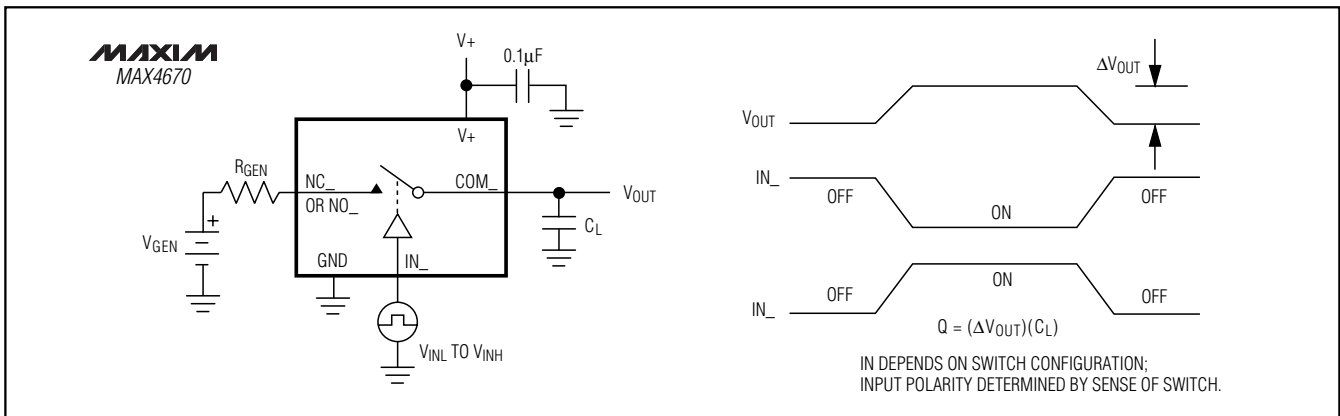 MAXIM
MAX4670
V+
0.1µF
V+
RGEN
NC_
OR NO_
COM_
VOUT
CL
VGEN
+
GND
IN_
VINL TO VINH
ΔVOUT
VOUT
IN_
OFF
ON
OFF
IN_
OFF
ON
OFF
Q = (ΔVOUT)(CL)
IN DEPENDS ON SWITCH CONFIGURATION;
INPUT POLARITY DETERMINED BY SENSE OF SWITCH.